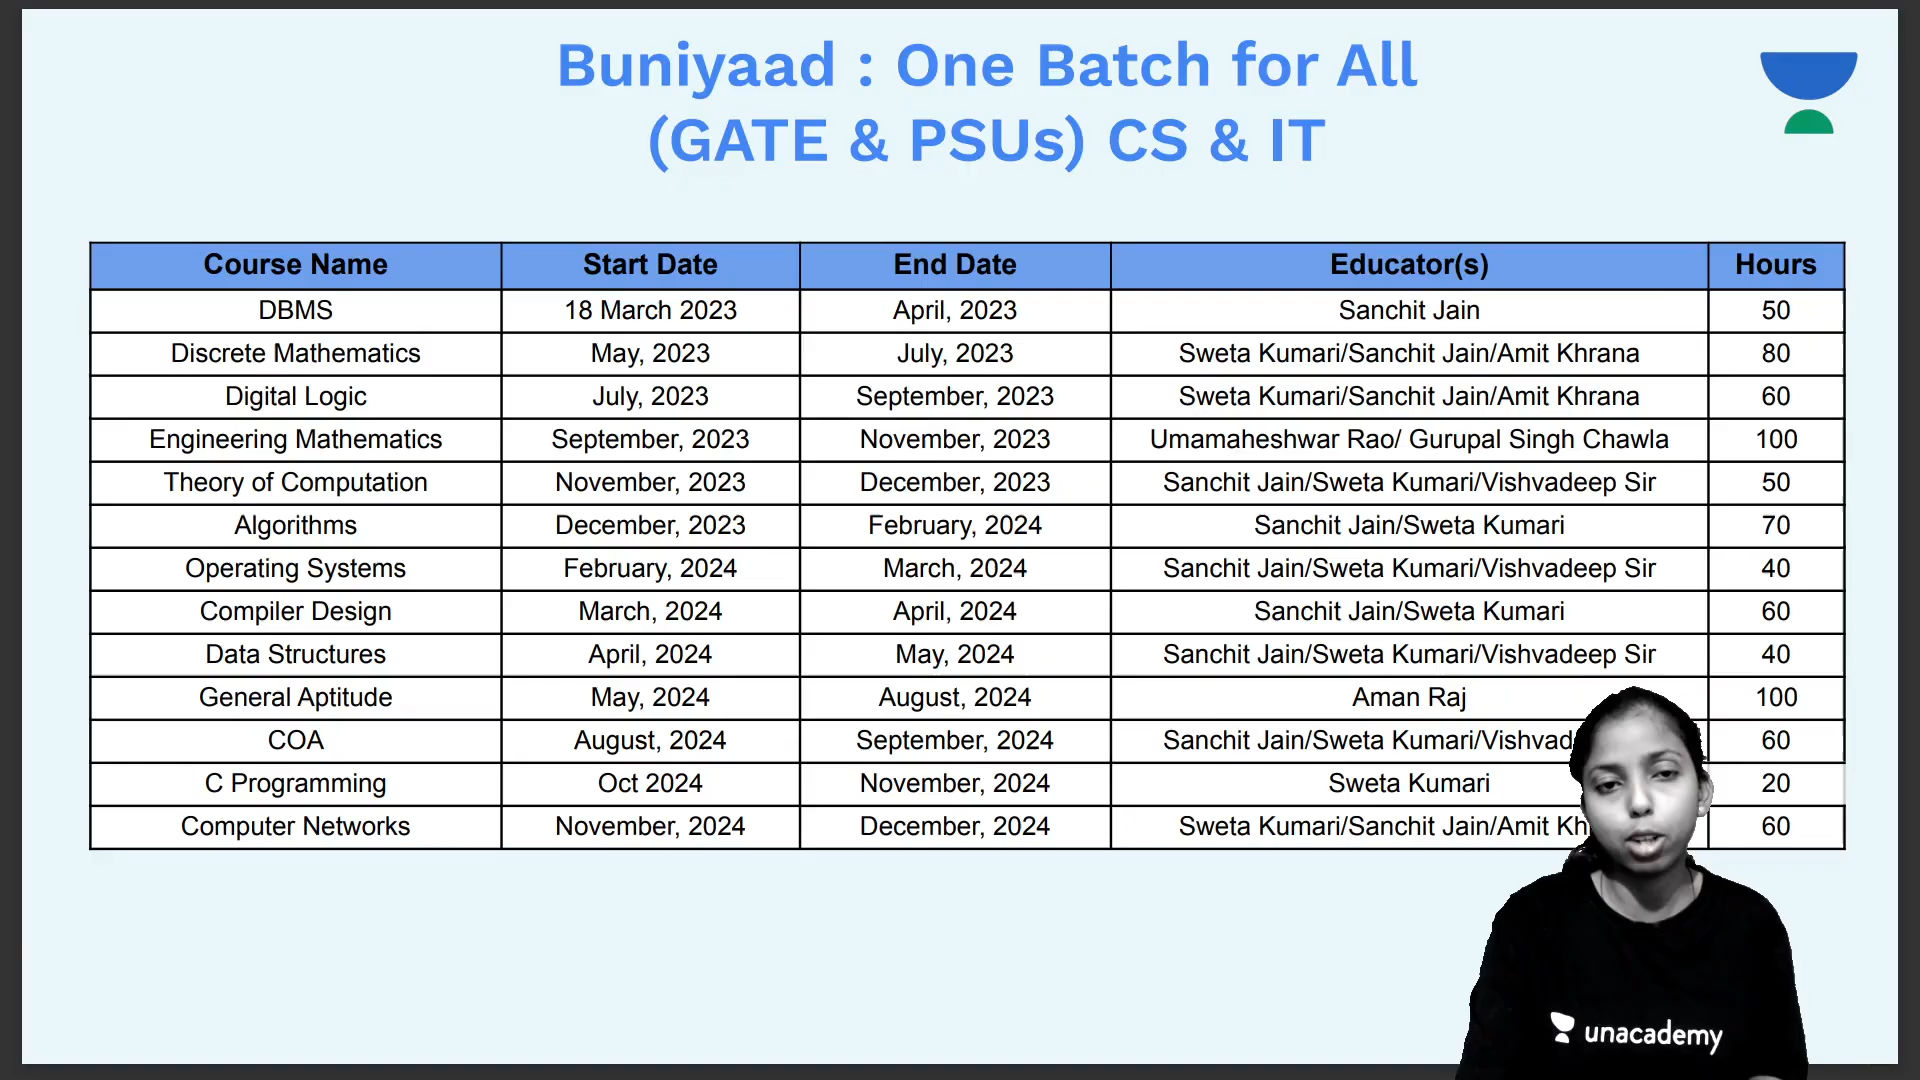 Buniyaad : One Batch for All
(GATE & PSUs) CS & IT
Course Name Start Date End Date Educator(s) Hours
DBMS 18 March 2023 April, 2023 Sanchit Jain 50
Discrete Mathematics May, 2023 July, 2023 Sweta Kumari/Sanchit Jain/Amit Khrana 80
Digital Logic July, 2023 September, 2023 Sweta Kumari/Sanchit Jain/Amit Khrana 60
Engineering Mathematics September, 2023 November, 2023 Umamaheshwar Rao/ Gurupal Singh Chawla 100
Theory of Computation November, 2023 December, 2023 Sanchit Jain/Sweta Kumari/Vishvadeep Sir 50
Algorithms December, 2023 February, 2024 Sanchit Jain/Sweta Kumari 70
Operating Systems February, 2024 March, 2024 Sanchit Jain/Sweta Kumari/Vishvadeep Sir 40
Compiler Design March, 2024 April, 2024 Sanchit Jain/Sweta Kumari 60
Data Structures April, 2024 May, 2024 Sanchit Jain/Sweta Kumari/Vishvadeep Sir 40
General Aptitude May, 2024 August, 2024 Aman Raj 100
COA August, 2024 September, 2024 Sanchit Jain/Sweta Kumari/ 60
C Programming Oct 2024 November, 2024 Sweta Kumari 20
Computer Networks November, 2024 December, 2024 Sweta Kumari/Sanchit Jain/Amit 60
unacademy